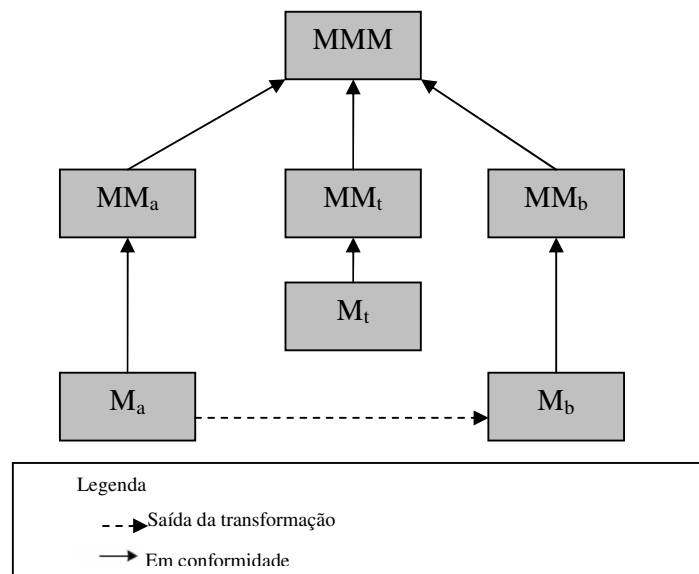 MMM
MMa MMt MMb
Mt
Ma Mb
Legenda
Saída da transformação
Em conformidade